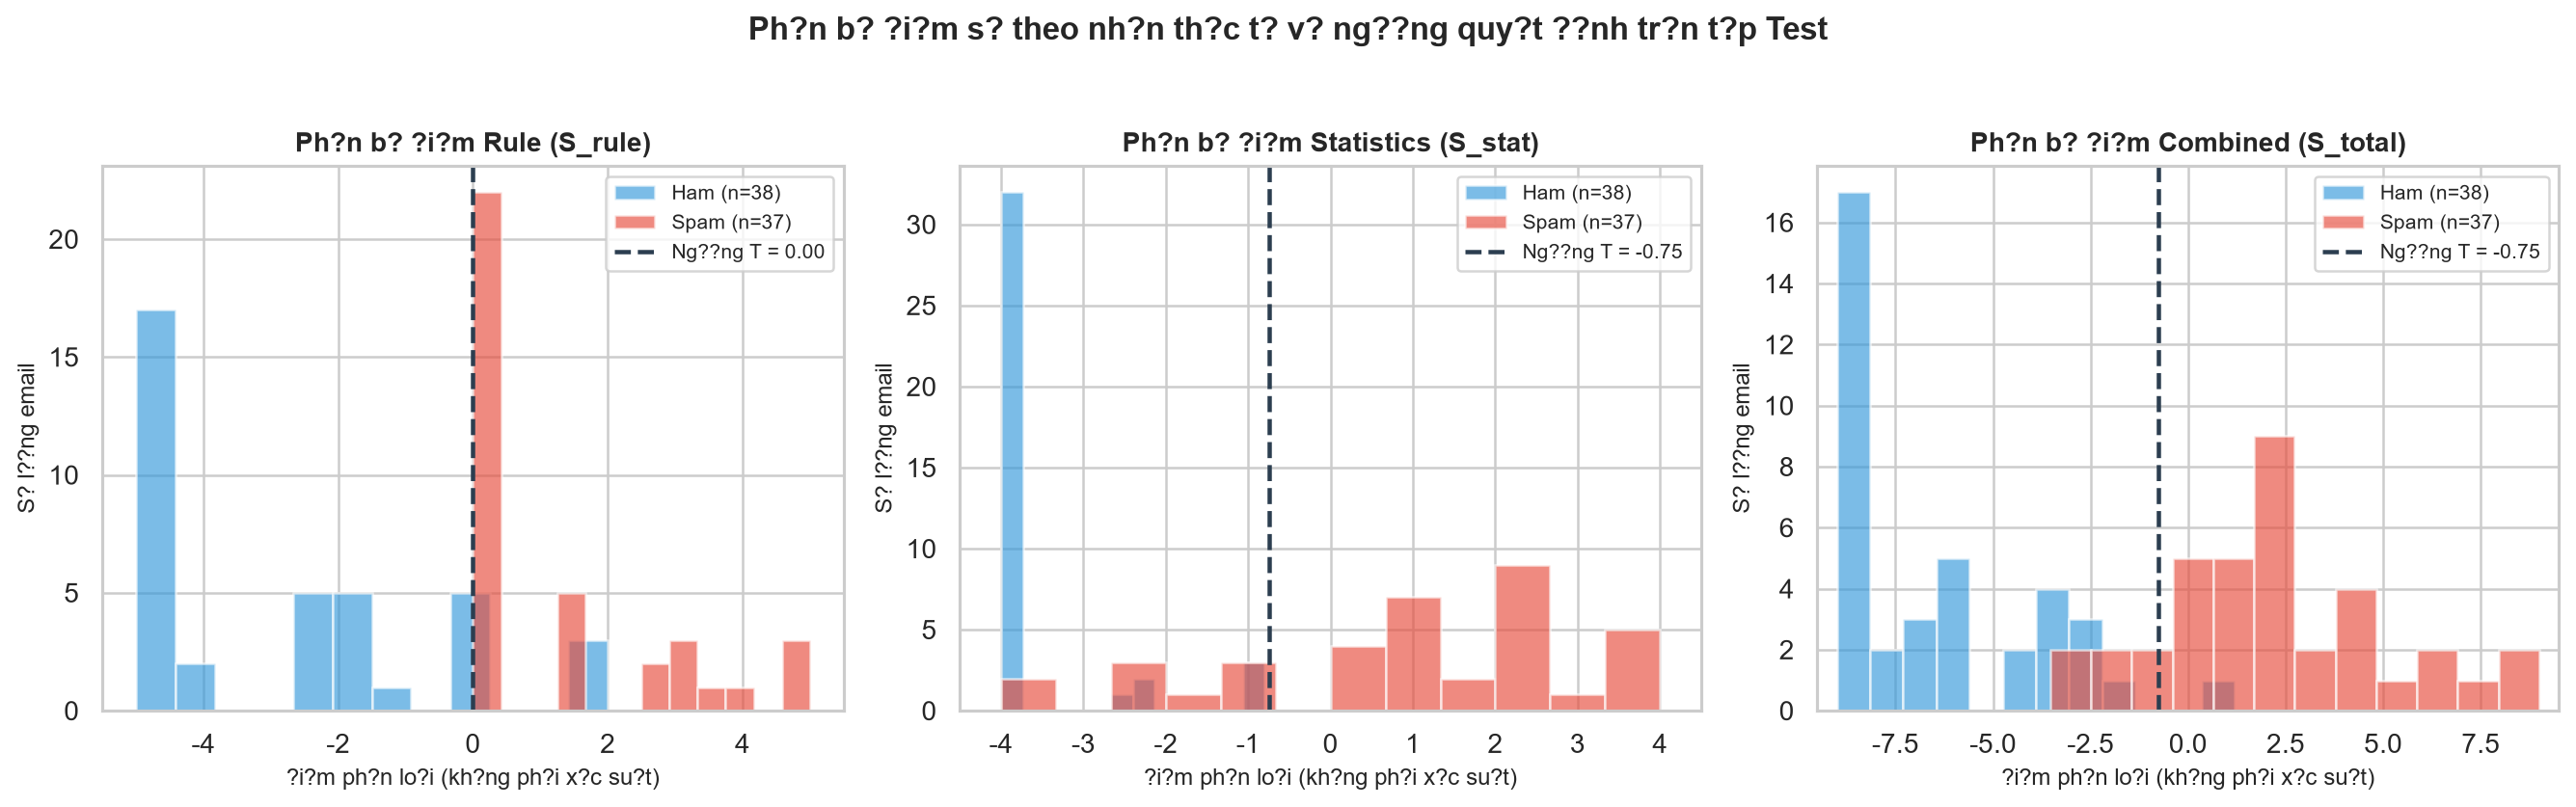 Ph?n b? ?i?m s? theo nh?n th?c t? v? ng??ng quy?t ??nh tr?n t?p Test
Ph?n b? ?i?m Rule (S_rule)
S? l??ng email
20
15
10
5
0
-4
-2
0
2
4
?i?m ph?n lo?i (kh?ng ph?i x?c su?t)
Ham (n=38)
Spam (n=37)
Ng??ng T = 0.00
Ph?n b? ?i?m Statistics (S_stat)
S? l??ng email
30
25
20
15
10
5
0
-4
-3
-2
-1
0
1
2
3
4
?i?m ph?n lo?i (kh?ng ph?i x?c su?t)
Ham (n=38)
Spam (n=37)
Ng??ng T = -0.75
Ph?n b? ?i?m Combined (S_total)
S? l??ng email
16
14
12
10
8
6
4
2
0
-7.5
-5.0
-2.5
0.0
2.5
5.0
7.5
?i?m ph?n lo?i (kh?ng ph?i x?c su?t)
Ham (n=38)
Spam (n=37)
Ng??ng T = -0.75